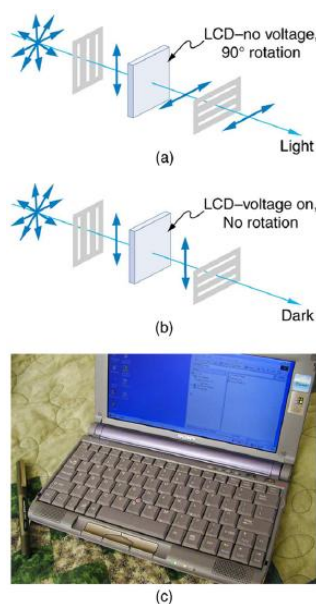 LCD–no voltage,
90° rotation
Light
(a)
LCD–voltage on,
No rotation
Dark
(b)
SONY
(c)